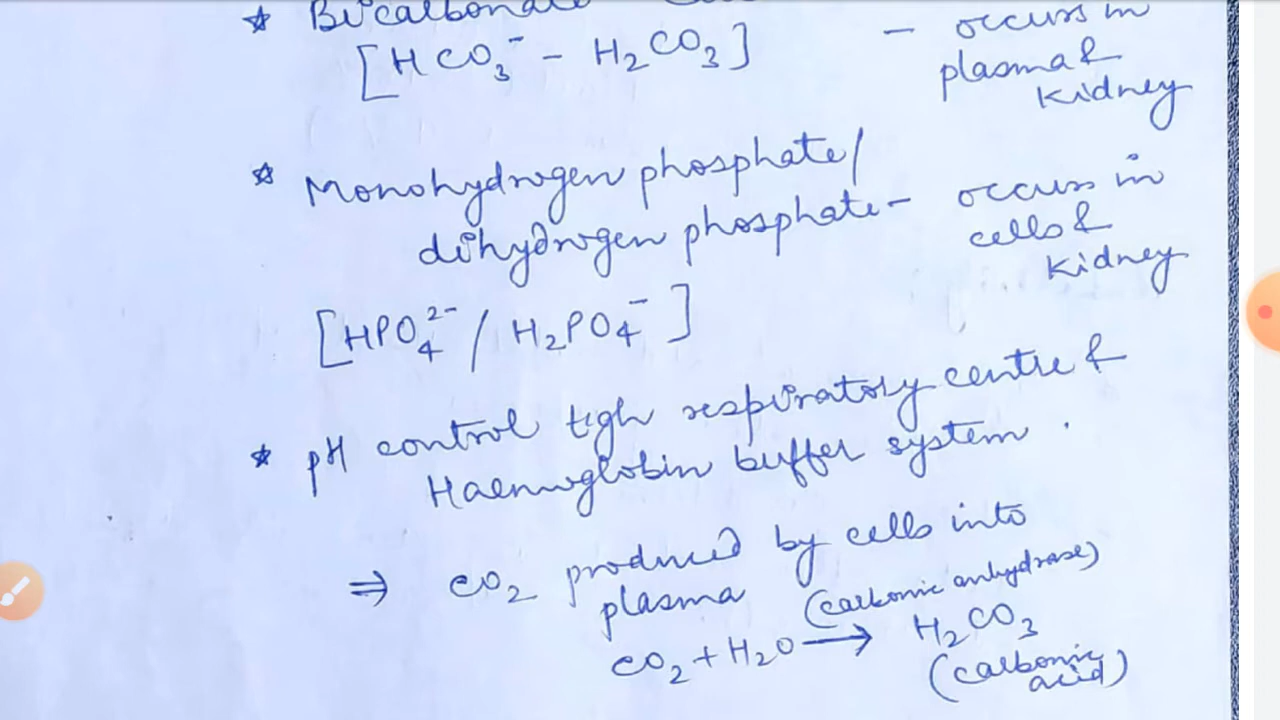 ☆ Bicarbonate
[HCO₃⁻ - H₂CO₃] - occurs in
plasma &
kidney
☆ Monohydrogen phosphate/
dihydrogen phosphate - occurs in
cells &
kidney
[HPO₄²⁻ / H₂PO₄⁻]
☆ pH control tgh respiratory centre &
Haemoglobin buffer system.
⇒ CO₂ produced by cells into
plasma
(carbonic anhydrase)
CO₂ + H₂O → H₂CO₃
(carbonic
acid)